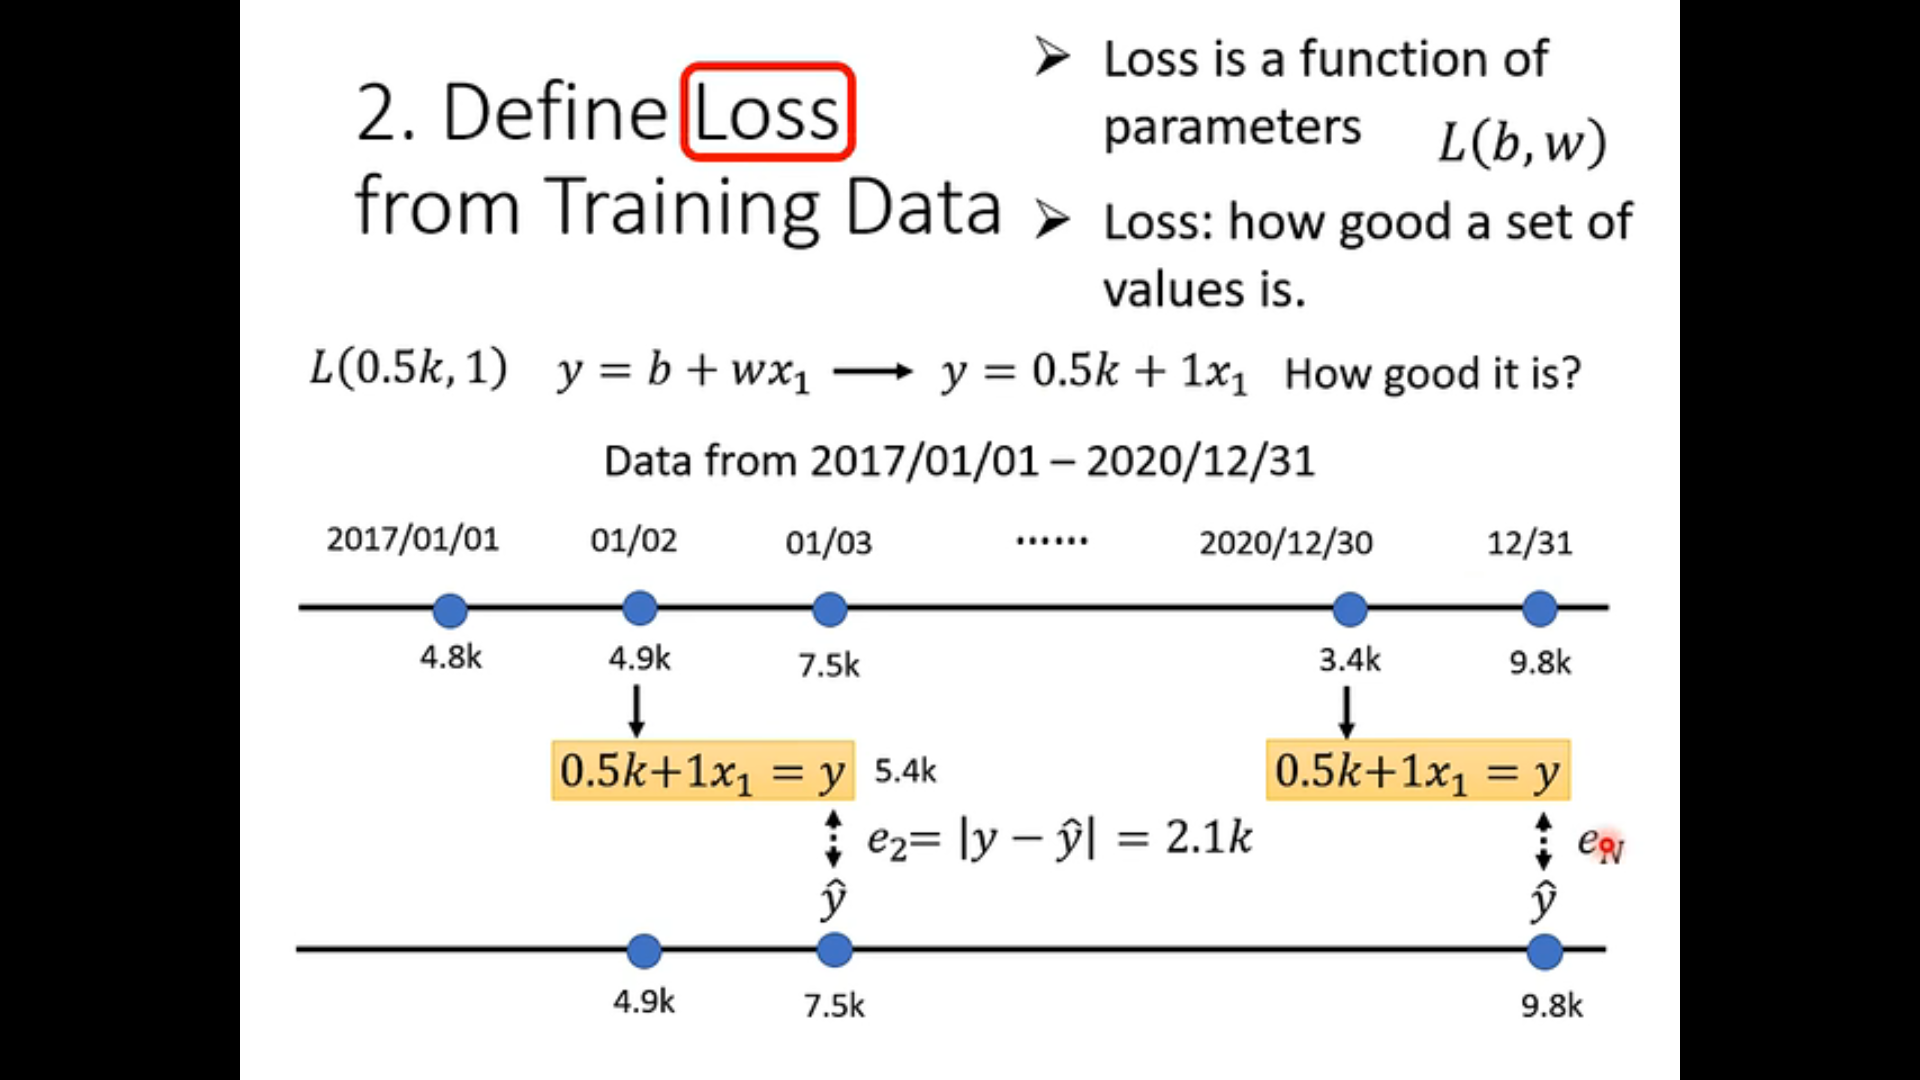 2. Define Loss
from Training Data
➢ Loss is a function of
parameters L(b, w)
➢ Loss: how good a set of
values is.
L(0.5k, 1) y = b + wx₁ ⟶ y = 0.5k + 1x₁ How good it is?
Data from 2017/01/01 – 2020/12/31
2017/01/01 01/02 01/03 …… 2020/12/30 12/31
4.8k 4.9k 7.5k 3.4k 9.8k
0.5k+1x₁ = y 5.4k 0.5k+1x₁ = y
e₂= |y − ŷ| = 2.1k e_N
ŷ ŷ
4.9k 7.5k 9.8k